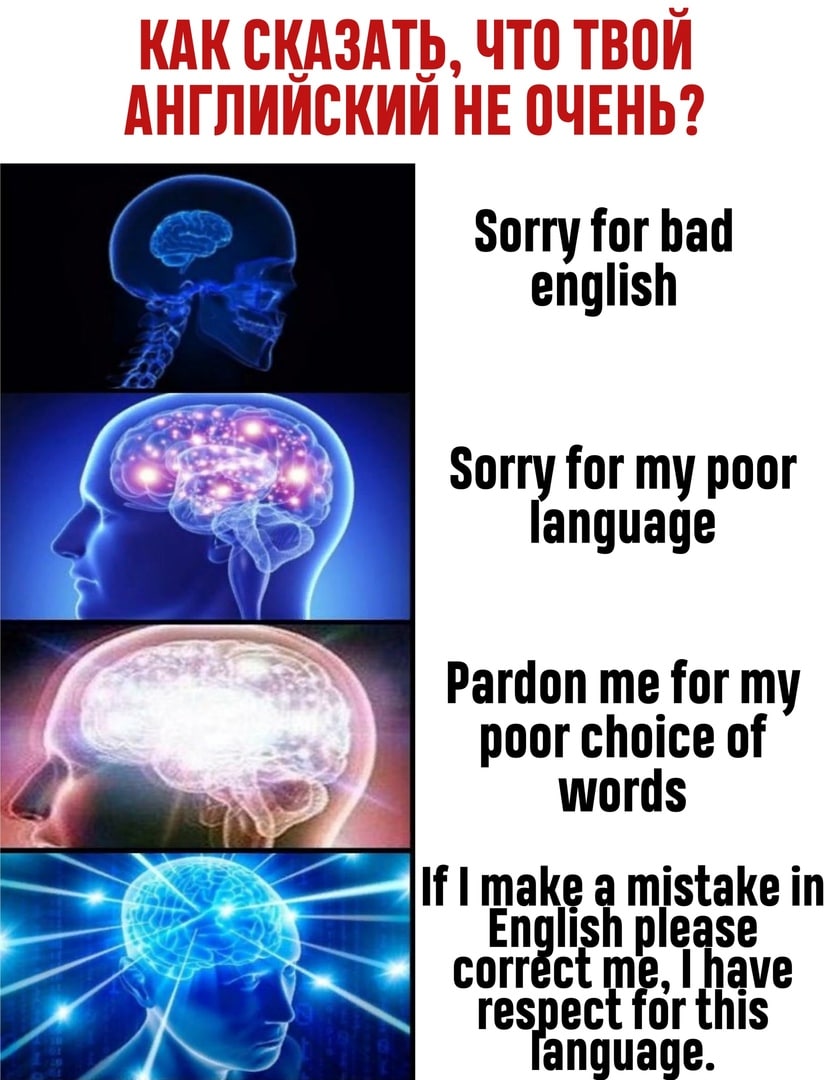 КАК СКАЗАТЬ, ЧТО ТВОЙ
АНГЛИЙСКИЙ НЕ ОЧЕНЬ?
Sorry for bad
english
Sorry for my poor
language
Pardon me for my
poor choice of
words
If I make a mistake in
English please
correct me, I have
respect for this
language.